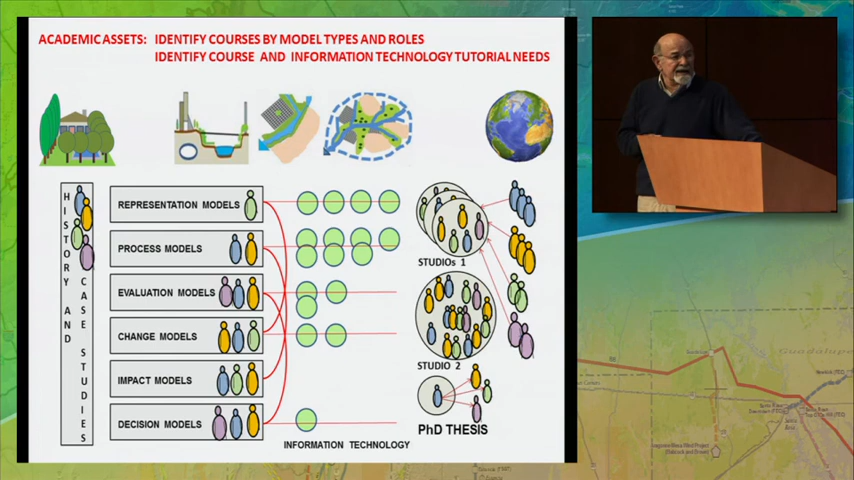 ACADEMIC ASSETS: IDENTIFY COURSES BY MODEL TYPES AND ROLES
IDENTIFY COURSE AND INFORMATION TECHNOLOGY TUTORIAL NEEDS
HISTORY AND
CASE STUDIES
REPRESENTATION MODELS
PROCESS MODELS
EVALUATION MODELS
CHANGE MODELS
IMPACT MODELS
DECISION MODELS
INFORMATION TECHNOLOGY
STUDIOs 1
STUDIO 2
PhD THESIS